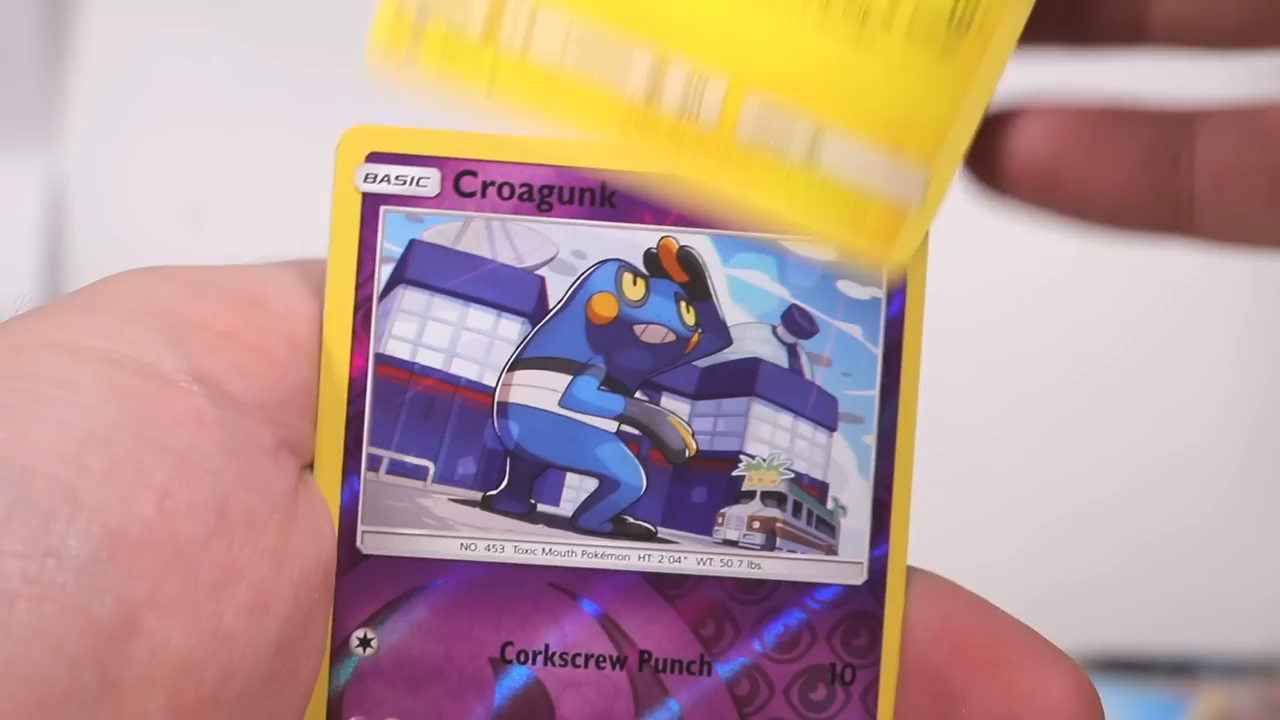 BASIC Croagunk
NO. 453 Toxic Mouth Pokémon HT: 2'04" WT: 50.7 lbs.
Corkscrew Punch 10